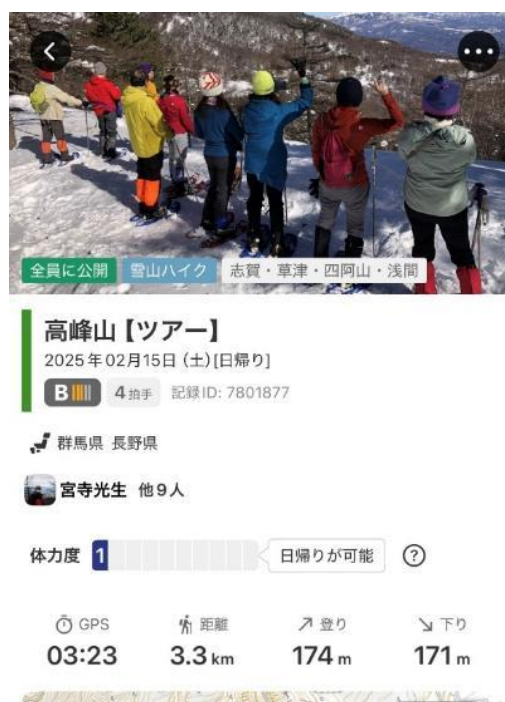 全員に公開 雪山ハイク 志賀・草津・四阿山・浅間
高峰山【ツアー】
2025年02月15日（土）[日帰り]
B 4拍手 記録ID: 7801877
群馬県 長野県
宮寺光生 他9人
体力度 1 日帰りが可能 ?
GPS 距離 登り 下り
03:23 3.3 km 174 m 171 m